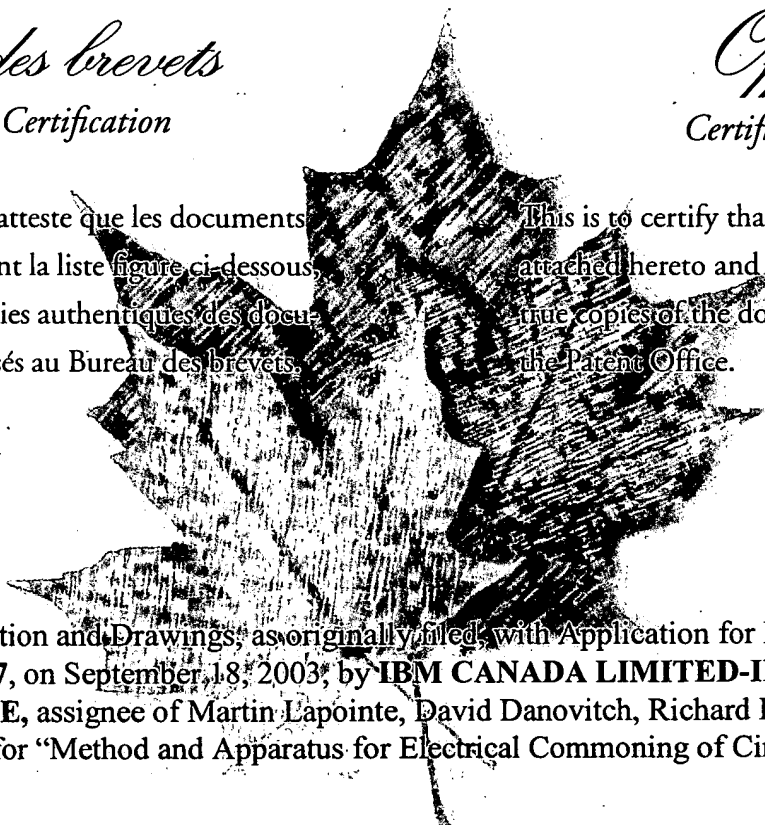 des brevets
Certification
atteste que les documents
nt la liste figure ci-dessous
ies authentiques des docu-
sés au Bureau des brevets.
Certifi
This is to certify tha
attached hereto and
true copies of the do
the Patent Office.
tion and Drawings, as originally filed, with Application for
7, on September 18, 2003, by IBM CANADA LIMITED-I
E, assignee of Martin Lapointe, David Danovitch, Richard
for “Method and Apparatus for Electrical Commoning of Cir